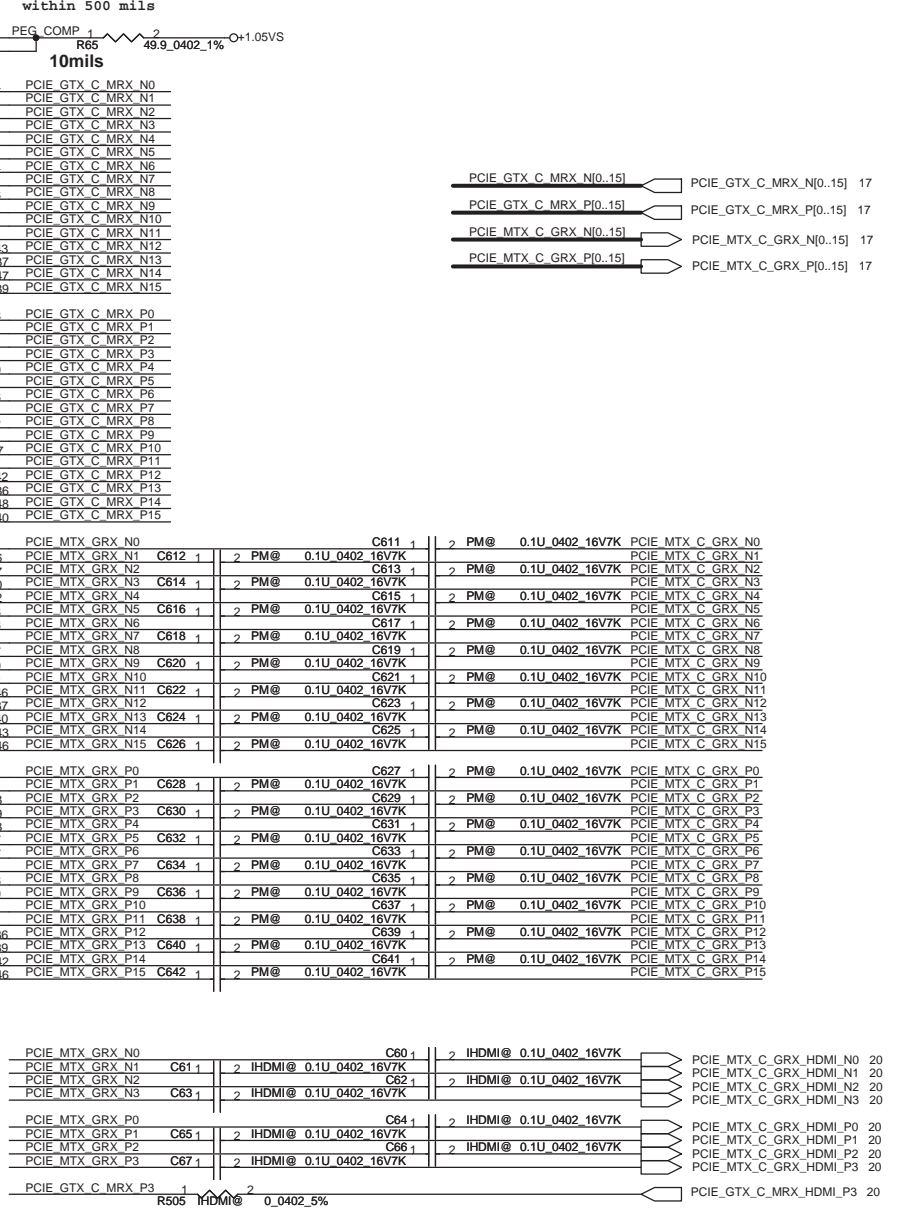 within 500 mils
PEG_COMP 1 2 +1.05VS
R65 49.9_0402_1%
10mils
PCIE_GTX_C_MRX_N0
PCIE_GTX_C_MRX_N1
PCIE_GTX_C_MRX_N2
PCIE_GTX_C_MRX_N3
PCIE_GTX_C_MRX_N4
PCIE_GTX_C_MRX_N5
PCIE_GTX_C_MRX_N6
PCIE_GTX_C_MRX_N7
PCIE_GTX_C_MRX_N8
PCIE_GTX_C_MRX_N9
PCIE_GTX_C_MRX_N10
PCIE_GTX_C_MRX_N11
PCIE_GTX_C_MRX_N12
PCIE_GTX_C_MRX_N13
PCIE_GTX_C_MRX_N14
PCIE_GTX_C_MRX_N15
PCIE_GTX_C_MRX_N[0..15] PCIE_GTX_C_MRX_N[0..15] 17
PCIE_GTX_C_MRX_P[0..15] PCIE_GTX_C_MRX_P[0..15] 17
PCIE_MTX_C_GRX_N[0..15] PCIE_MTX_C_GRX_N[0..15] 17
PCIE_MTX_C_GRX_P[0..15] PCIE_MTX_C_GRX_P[0..15] 17
PCIE_GTX_C_MRX_P0
PCIE_GTX_C_MRX_P1
PCIE_GTX_C_MRX_P2
PCIE_GTX_C_MRX_P3
PCIE_GTX_C_MRX_P4
PCIE_GTX_C_MRX_P5
PCIE_GTX_C_MRX_P6
PCIE_GTX_C_MRX_P7
PCIE_GTX_C_MRX_P8
PCIE_GTX_C_MRX_P9
PCIE_GTX_C_MRX_P10
PCIE_GTX_C_MRX_P11
PCIE_GTX_C_MRX_P12
PCIE_GTX_C_MRX_P13
PCIE_GTX_C_MRX_P14
PCIE_GTX_C_MRX_P15
PCIE_MTX_GRX_N0 C611 1 2 PM@ 0.1U_0402_16V7K PCIE_MTX_C_GRX_N0
PCIE_MTX_GRX_N1 C612 1 2 PM@ 0.1U_0402_16V7K PCIE_MTX_C_GRX_N1
PCIE_MTX_GRX_N2 C613 1 2 PM@ 0.1U_0402_16V7K PCIE_MTX_C_GRX_N2
PCIE_MTX_GRX_N3 C614 1 2 PM@ 0.1U_0402_16V7K PCIE_MTX_C_GRX_N3
PCIE_MTX_GRX_N4 C615 1 2 PM@ 0.1U_0402_16V7K PCIE_MTX_C_GRX_N4
PCIE_MTX_GRX_N5 C616 1 2 PM@ 0.1U_0402_16V7K PCIE_MTX_C_GRX_N5
PCIE_MTX_GRX_N6 C617 1 2 PM@ 0.1U_0402_16V7K PCIE_MTX_C_GRX_N6
PCIE_MTX_GRX_N7 C618 1 2 PM@ 0.1U_0402_16V7K PCIE_MTX_C_GRX_N7
PCIE_MTX_GRX_N8 C619 1 2 PM@ 0.1U_0402_16V7K PCIE_MTX_C_GRX_N8
PCIE_MTX_GRX_N9 C620 1 2 PM@ 0.1U_0402_16V7K PCIE_MTX_C_GRX_N9
PCIE_MTX_GRX_N10 C621 1 2 PM@ 0.1U_0402_16V7K PCIE_MTX_C_GRX_N10
PCIE_MTX_GRX_N11 C622 1 2 PM@ 0.1U_0402_16V7K PCIE_MTX_C_GRX_N11
PCIE_MTX_GRX_N12 C623 1 2 PM@ 0.1U_0402_16V7K PCIE_MTX_C_GRX_N12
PCIE_MTX_GRX_N13 C624 1 2 PM@ 0.1U_0402_16V7K PCIE_MTX_C_GRX_N13
PCIE_MTX_GRX_N14 C625 1 2 PM@ 0.1U_0402_16V7K PCIE_MTX_C_GRX_N14
PCIE_MTX_GRX_N15 C626 1 2 PM@ 0.1U_0402_16V7K PCIE_MTX_C_GRX_N15
PCIE_MTX_GRX_P0 C627 1 2 PM@ 0.1U_0402_16V7K PCIE_MTX_C_GRX_P0
PCIE_MTX_GRX_P1 C628 1 2 PM@ 0.1U_0402_16V7K PCIE_MTX_C_GRX_P1
PCIE_MTX_GRX_P2 C629 1 2 PM@ 0.1U_0402_16V7K PCIE_MTX_C_GRX_P2
PCIE_MTX_GRX_P3 C630 1 2 PM@ 0.1U_0402_16V7K PCIE_MTX_C_GRX_P3
PCIE_MTX_GRX_P4 C631 1 2 PM@ 0.1U_0402_16V7K PCIE_MTX_C_GRX_P4
PCIE_MTX_GRX_P5 C632 1 2 PM@ 0.1U_0402_16V7K PCIE_MTX_C_GRX_P5
PCIE_MTX_GRX_P6 C633 1 2 PM@ 0.1U_0402_16V7K PCIE_MTX_C_GRX_P6
PCIE_MTX_GRX_P7 C634 1 2 PM@ 0.1U_0402_16V7K PCIE_MTX_C_GRX_P7
PCIE_MTX_GRX_P8 C635 1 2 PM@ 0.1U_0402_16V7K PCIE_MTX_C_GRX_P8
PCIE_MTX_GRX_P9 C636 1 2 PM@ 0.1U_0402_16V7K PCIE_MTX_C_GRX_P9
PCIE_MTX_GRX_P10 C637 1 2 PM@ 0.1U_0402_16V7K PCIE_MTX_C_GRX_P10
PCIE_MTX_GRX_P11 C638 1 2 PM@ 0.1U_0402_16V7K PCIE_MTX_C_GRX_P11
PCIE_MTX_GRX_P12 C639 1 2 PM@ 0.1U_0402_16V7K PCIE_MTX_C_GRX_P12
PCIE_MTX_GRX_P13 C640 1 2 PM@ 0.1U_0402_16V7K PCIE_MTX_C_GRX_P13
PCIE_MTX_GRX_P14 C641 1 2 PM@ 0.1U_0402_16V7K PCIE_MTX_C_GRX_P14
PCIE_MTX_GRX_P15 C642 1 2 PM@ 0.1U_0402_16V7K PCIE_MTX_C_GRX_P15
PCIE_MTX_GRX_N0 C60 1 2 IHDMI@ 0.1U_0402_16V7K PCIE_MTX_C_GRX_HDMI_N0 20
PCIE_MTX_GRX_N1 C61 1 2 IHDMI@ 0.1U_0402_16V7K PCIE_MTX_C_GRX_HDMI_N1 20
PCIE_MTX_GRX_N2 C62 1 2 IHDMI@ 0.1U_0402_16V7K PCIE_MTX_C_GRX_HDMI_N2 20
PCIE_MTX_GRX_N3 C63 1 2 IHDMI@ 0.1U_0402_16V7K PCIE_MTX_C_GRX_HDMI_N3 20
PCIE_MTX_GRX_P0 C64 1 2 IHDMI@ 0.1U_0402_16V7K PCIE_MTX_C_GRX_HDMI_P0 20
PCIE_MTX_GRX_P1 C65 1 2 IHDMI@ 0.1U_0402_16V7K PCIE_MTX_C_GRX_HDMI_P1 20
PCIE_MTX_GRX_P2 C66 1 2 IHDMI@ 0.1U_0402_16V7K PCIE_MTX_C_GRX_HDMI_P2 20
PCIE_MTX_GRX_P3 C67 1 2 IHDMI@ 0.1U_0402_16V7K PCIE_MTX_C_GRX_HDMI_P3 20
PCIE_GTX_C_MRX_P3 1 2 PCIE_GTX_C_MRX_HDMI_P3 20
R505 IHDMI@ 0_0402_5%